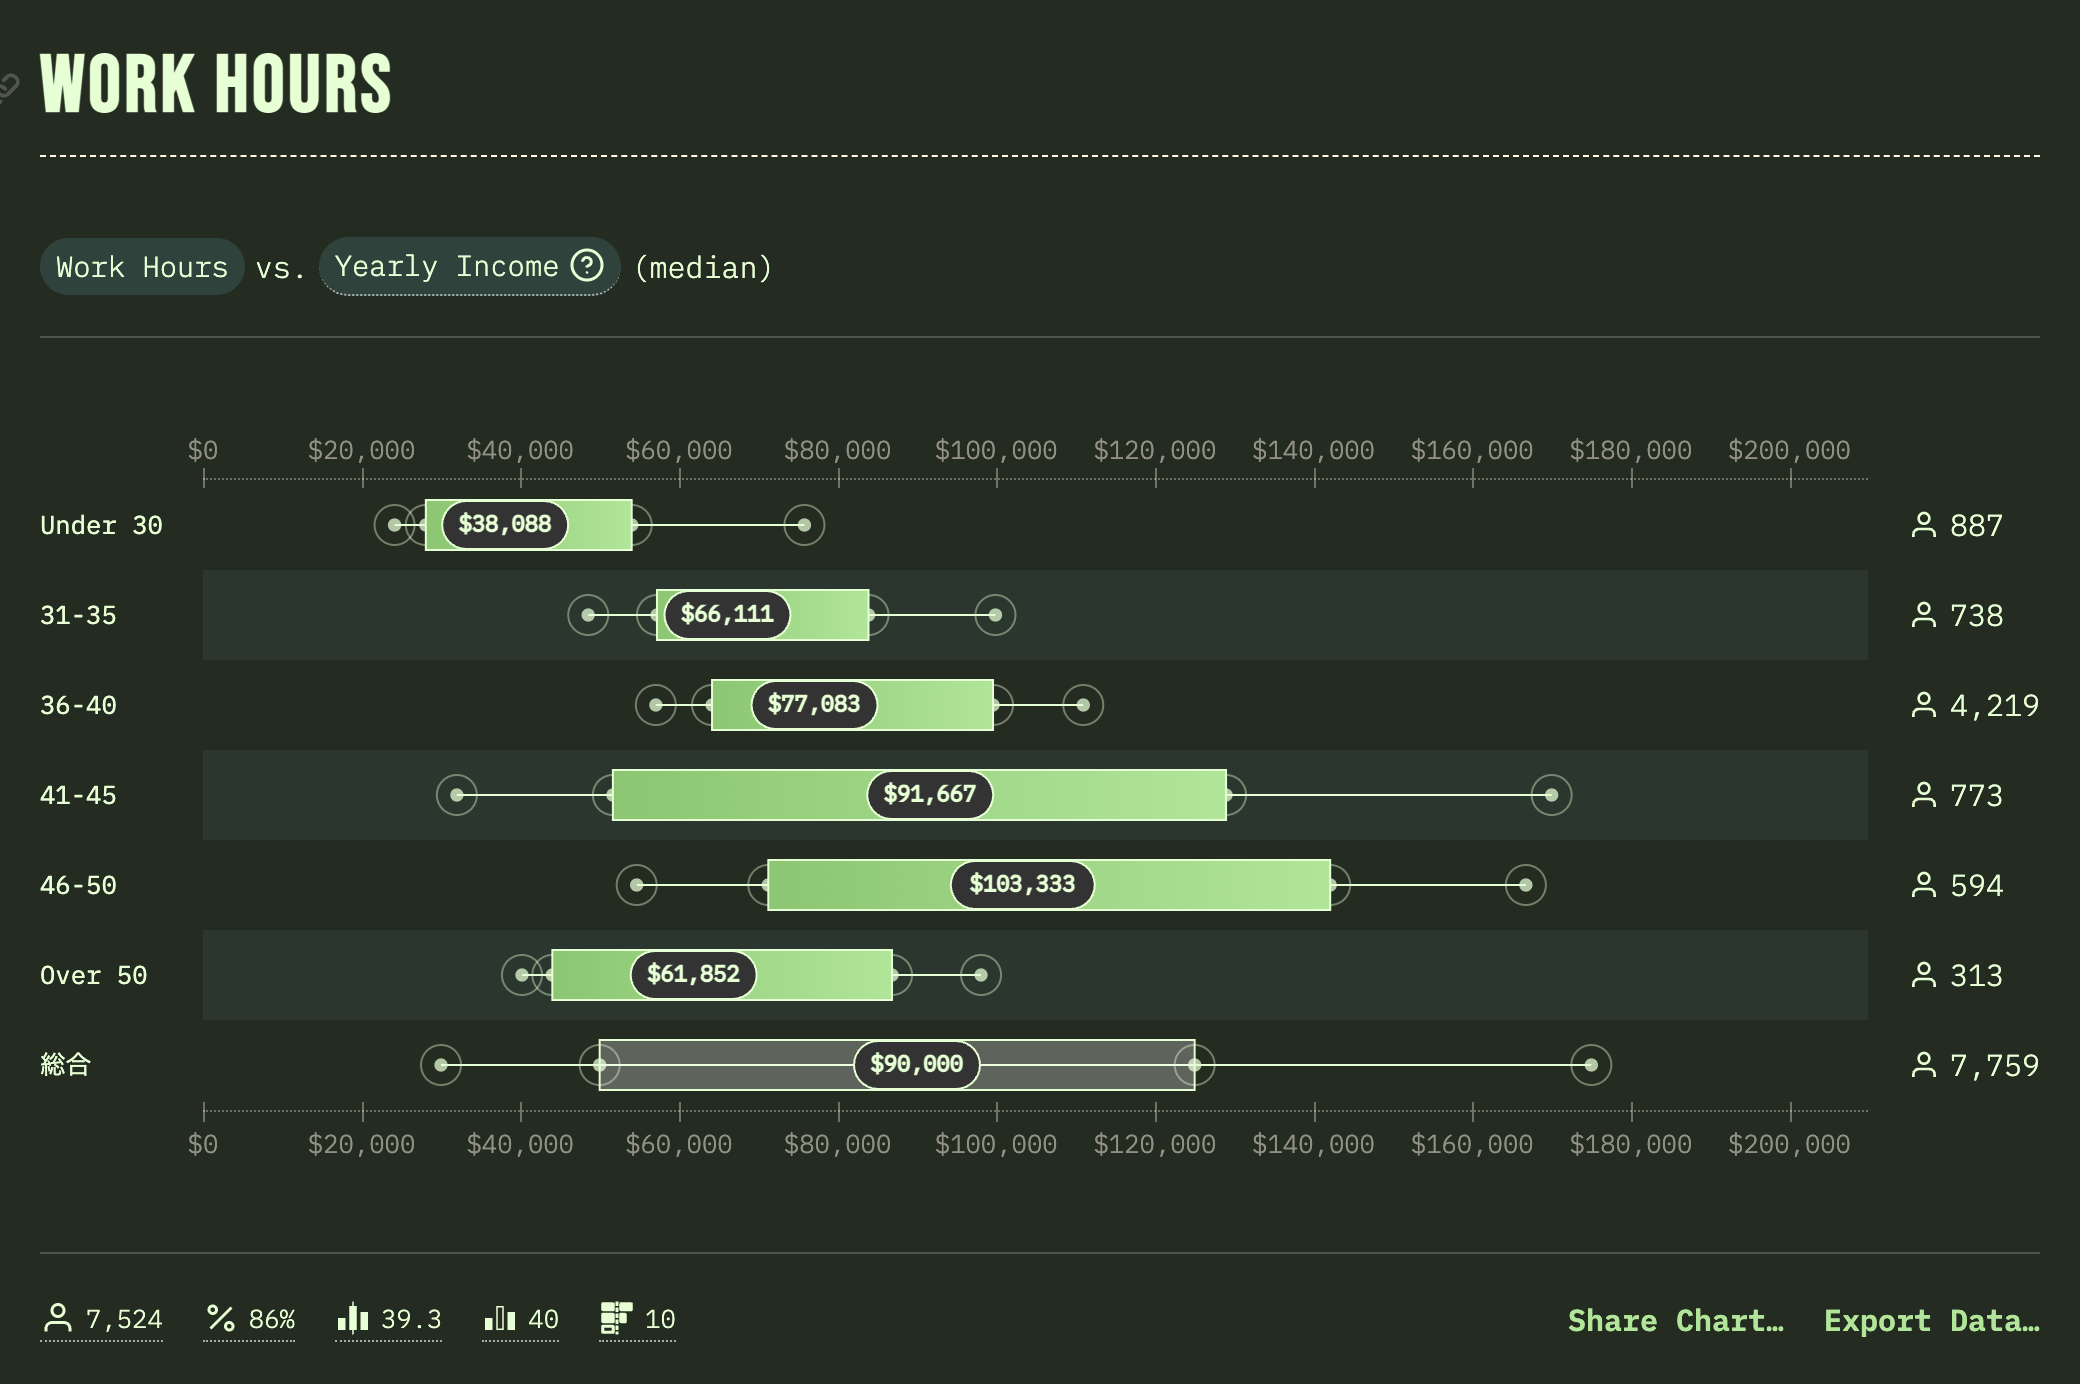 WORK HOURS
Work Hours vs. Yearly Income ? (median)
$0 $20,000 $40,000 $60,000 $80,000 $100,000 $120,000 $140,000 $160,000 $180,000 $200,000
Under 30 $38,088 887
31-35 $66,111 738
36-40 $77,083 4,219
41-45 $91,667 773
46-50 $103,333 594
Over 50 $61,852 313
総合 $90,000 7,759
$0 $20,000 $40,000 $60,000 $80,000 $100,000 $120,000 $140,000 $160,000 $180,000 $200,000
7,524 % 86% 39.3 40 10 Share Chart… Export Data…